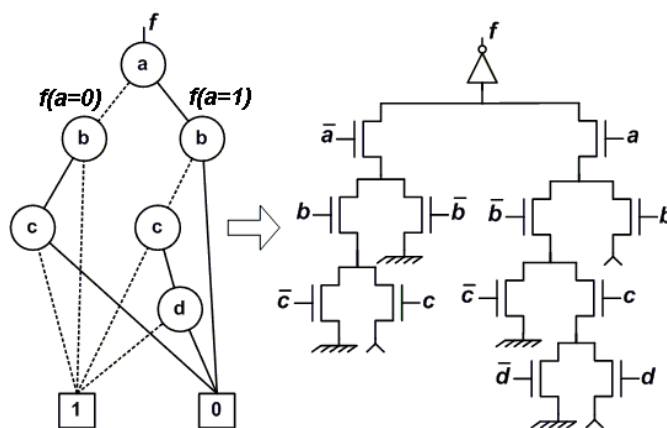 f
a
f(a=0) f(a=1)
b b
c c
d
1 0
f
a̅ a
b b̅ b̅ b
c̅ c c̅ c
d̅ d